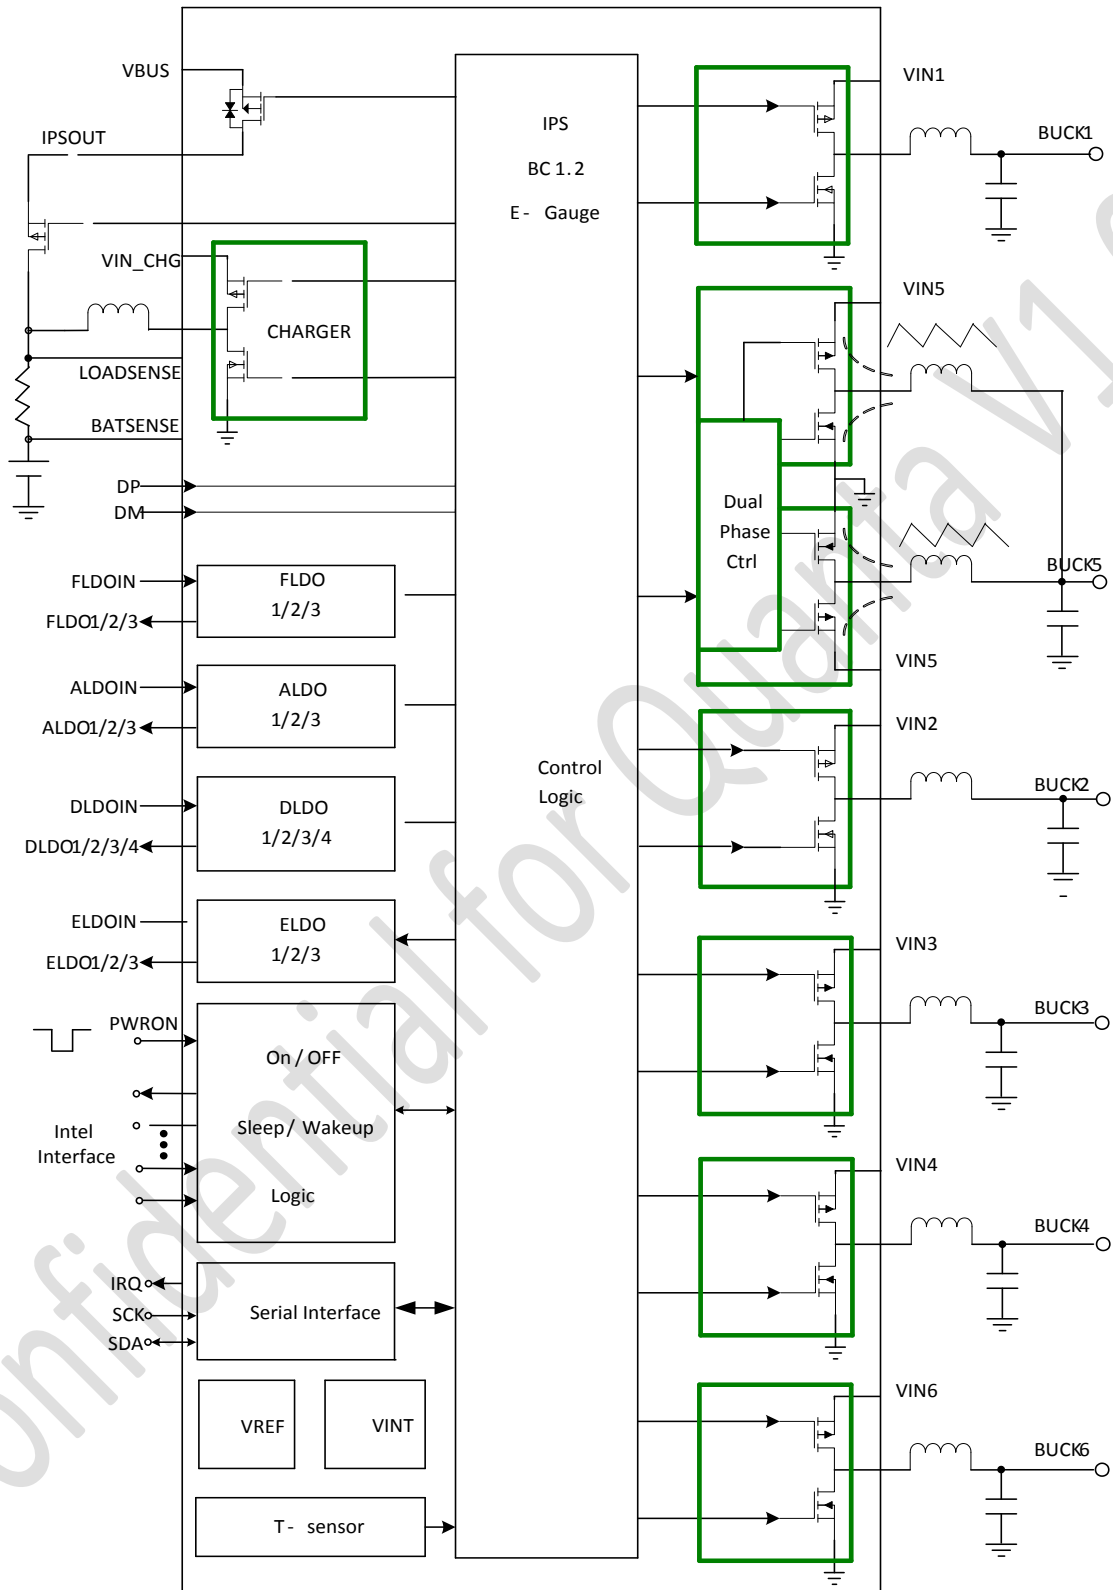 VBUS
IPSOUT
VIN_CHG
CHARGER
LOADSENSE
BATSENSE
DP
DM
FLDOIN
FLDO1/2/3
FLDO
1/2/3
ALDOIN
ALDO1/2/3
ALDO
1/2/3
DLDOIN
DLDO1/2/3/4
DLDO
1/2/3/4
ELDOIN
ELDO1/2/3
ELDO
1/2/3
PWRON
Intel
Interface
On / OFF
Sleep / Wakeup
Logic
IRQ
SCK
SDA
Serial Interface
VREF
VINT
T- sensor
IPS
BC 1.2
E- Gauge
Control
Logic
VIN1
BUCK1
VIN5
Dual
Phase
Ctrl
BUCK5
VIN5
VIN2
BUCK2
VIN3
BUCK3
VIN4
BUCK4
VIN6
BUCK6
onfidential for Quanta V1